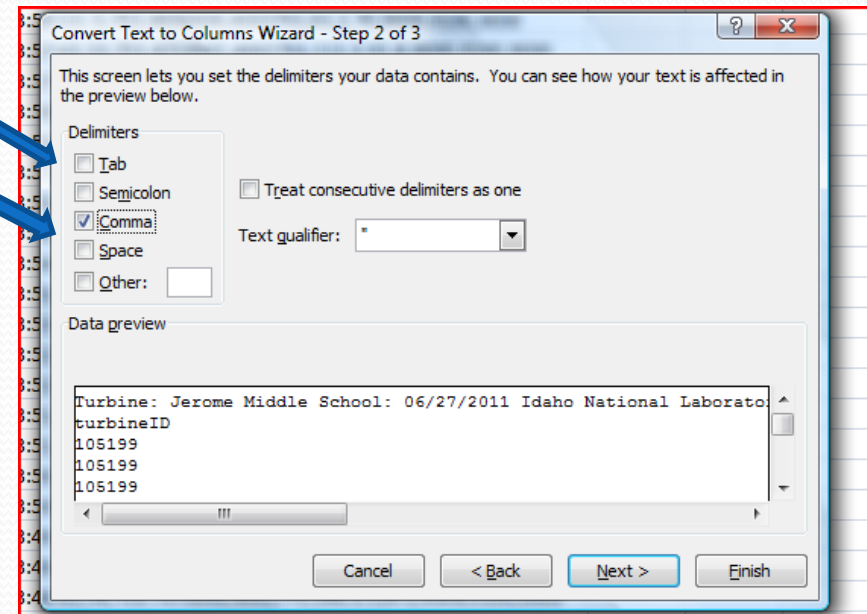 Convert Text to Columns Wizard - Step 2 of 3
This screen lets you set the delimiters your data contains. You can see how your text is affected in
the preview below.
Delimiters
Tab
Semicolon
Comma
Space
Other:
Treat consecutive delimiters as one
Text qualifier: "
Data preview
Turbine: Jerome Middle School: 06/27/2011 Idaho National
turbineID
105199
105199
105199
Cancel
< Back
Next >
Finish